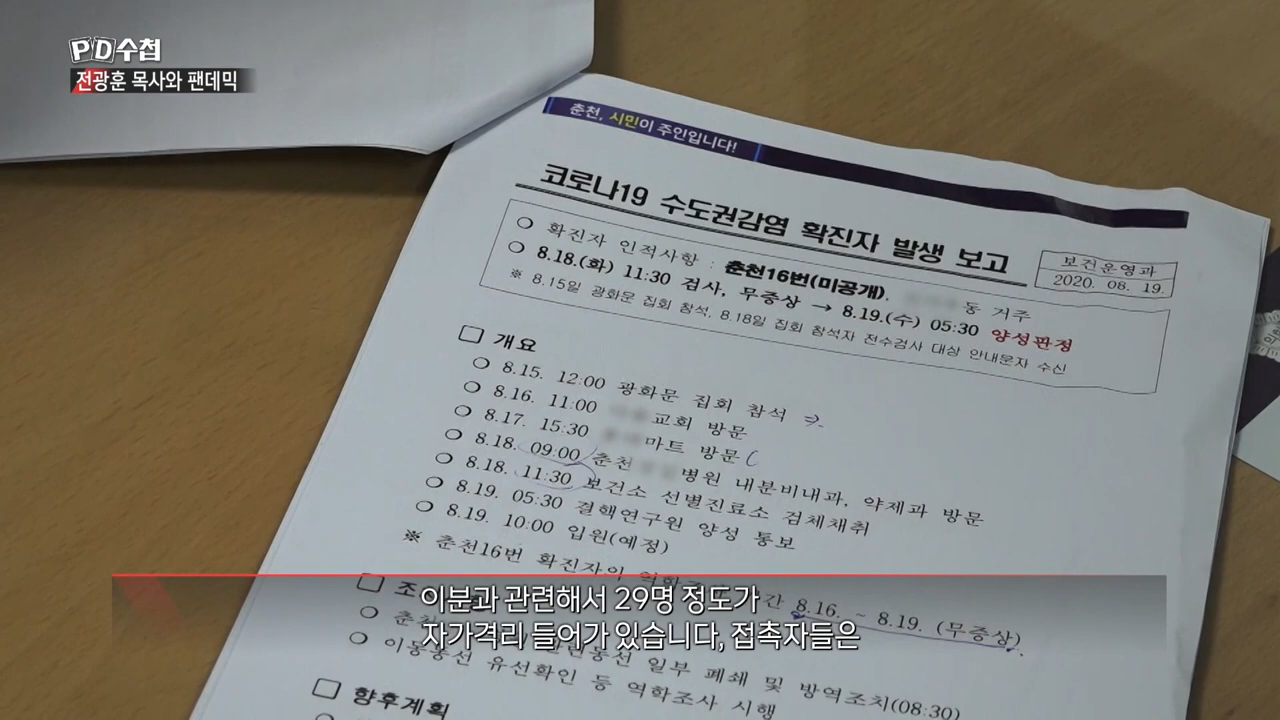 PD수첩
전광훈 목사와 팬데믹
춘천, 시민이 주인입니다!
코로나19 수도권감염 확진자 발생 보고
보건운영과
2020. 08. 19.
○ 확진자 인적사항 : 춘천16번(미공개), 동 거주
○ 8.18.(화) 11:30 검사, 무증상 → 8.19.(수) 05:30 양성판정
※ 8.15일 광화문 집회 참석, 8.18일 집회 참석자 전수검사 대상 안내문자 수신
□ 개요
○ 8.15. 12:00 광화문 집회 참석
○ 8.16. 11:00 교회 방문
○ 8.17. 15:30 마트 방문
○ 8.18. 09:00 춘천 병원 내분비내과, 약제과 방문
○ 8.18. 11:30 보건소 선별진료소 검체채취
○ 8.19. 05:30 결핵연구원 양성 통보
○ 8.19. 10:00 입원(예정)
※ 춘천16번 확진자의 8.16. ~ 8.19. (무증상)
□ 조
○ 춘 일부 폐쇄 및 방역조치(08:30)
○ 이동동선 유선확인 등 역학조사 시행
□ 향후계획
이분과 관련해서 29명 정도가
자가격리 들어가 있습니다, 접촉자들은